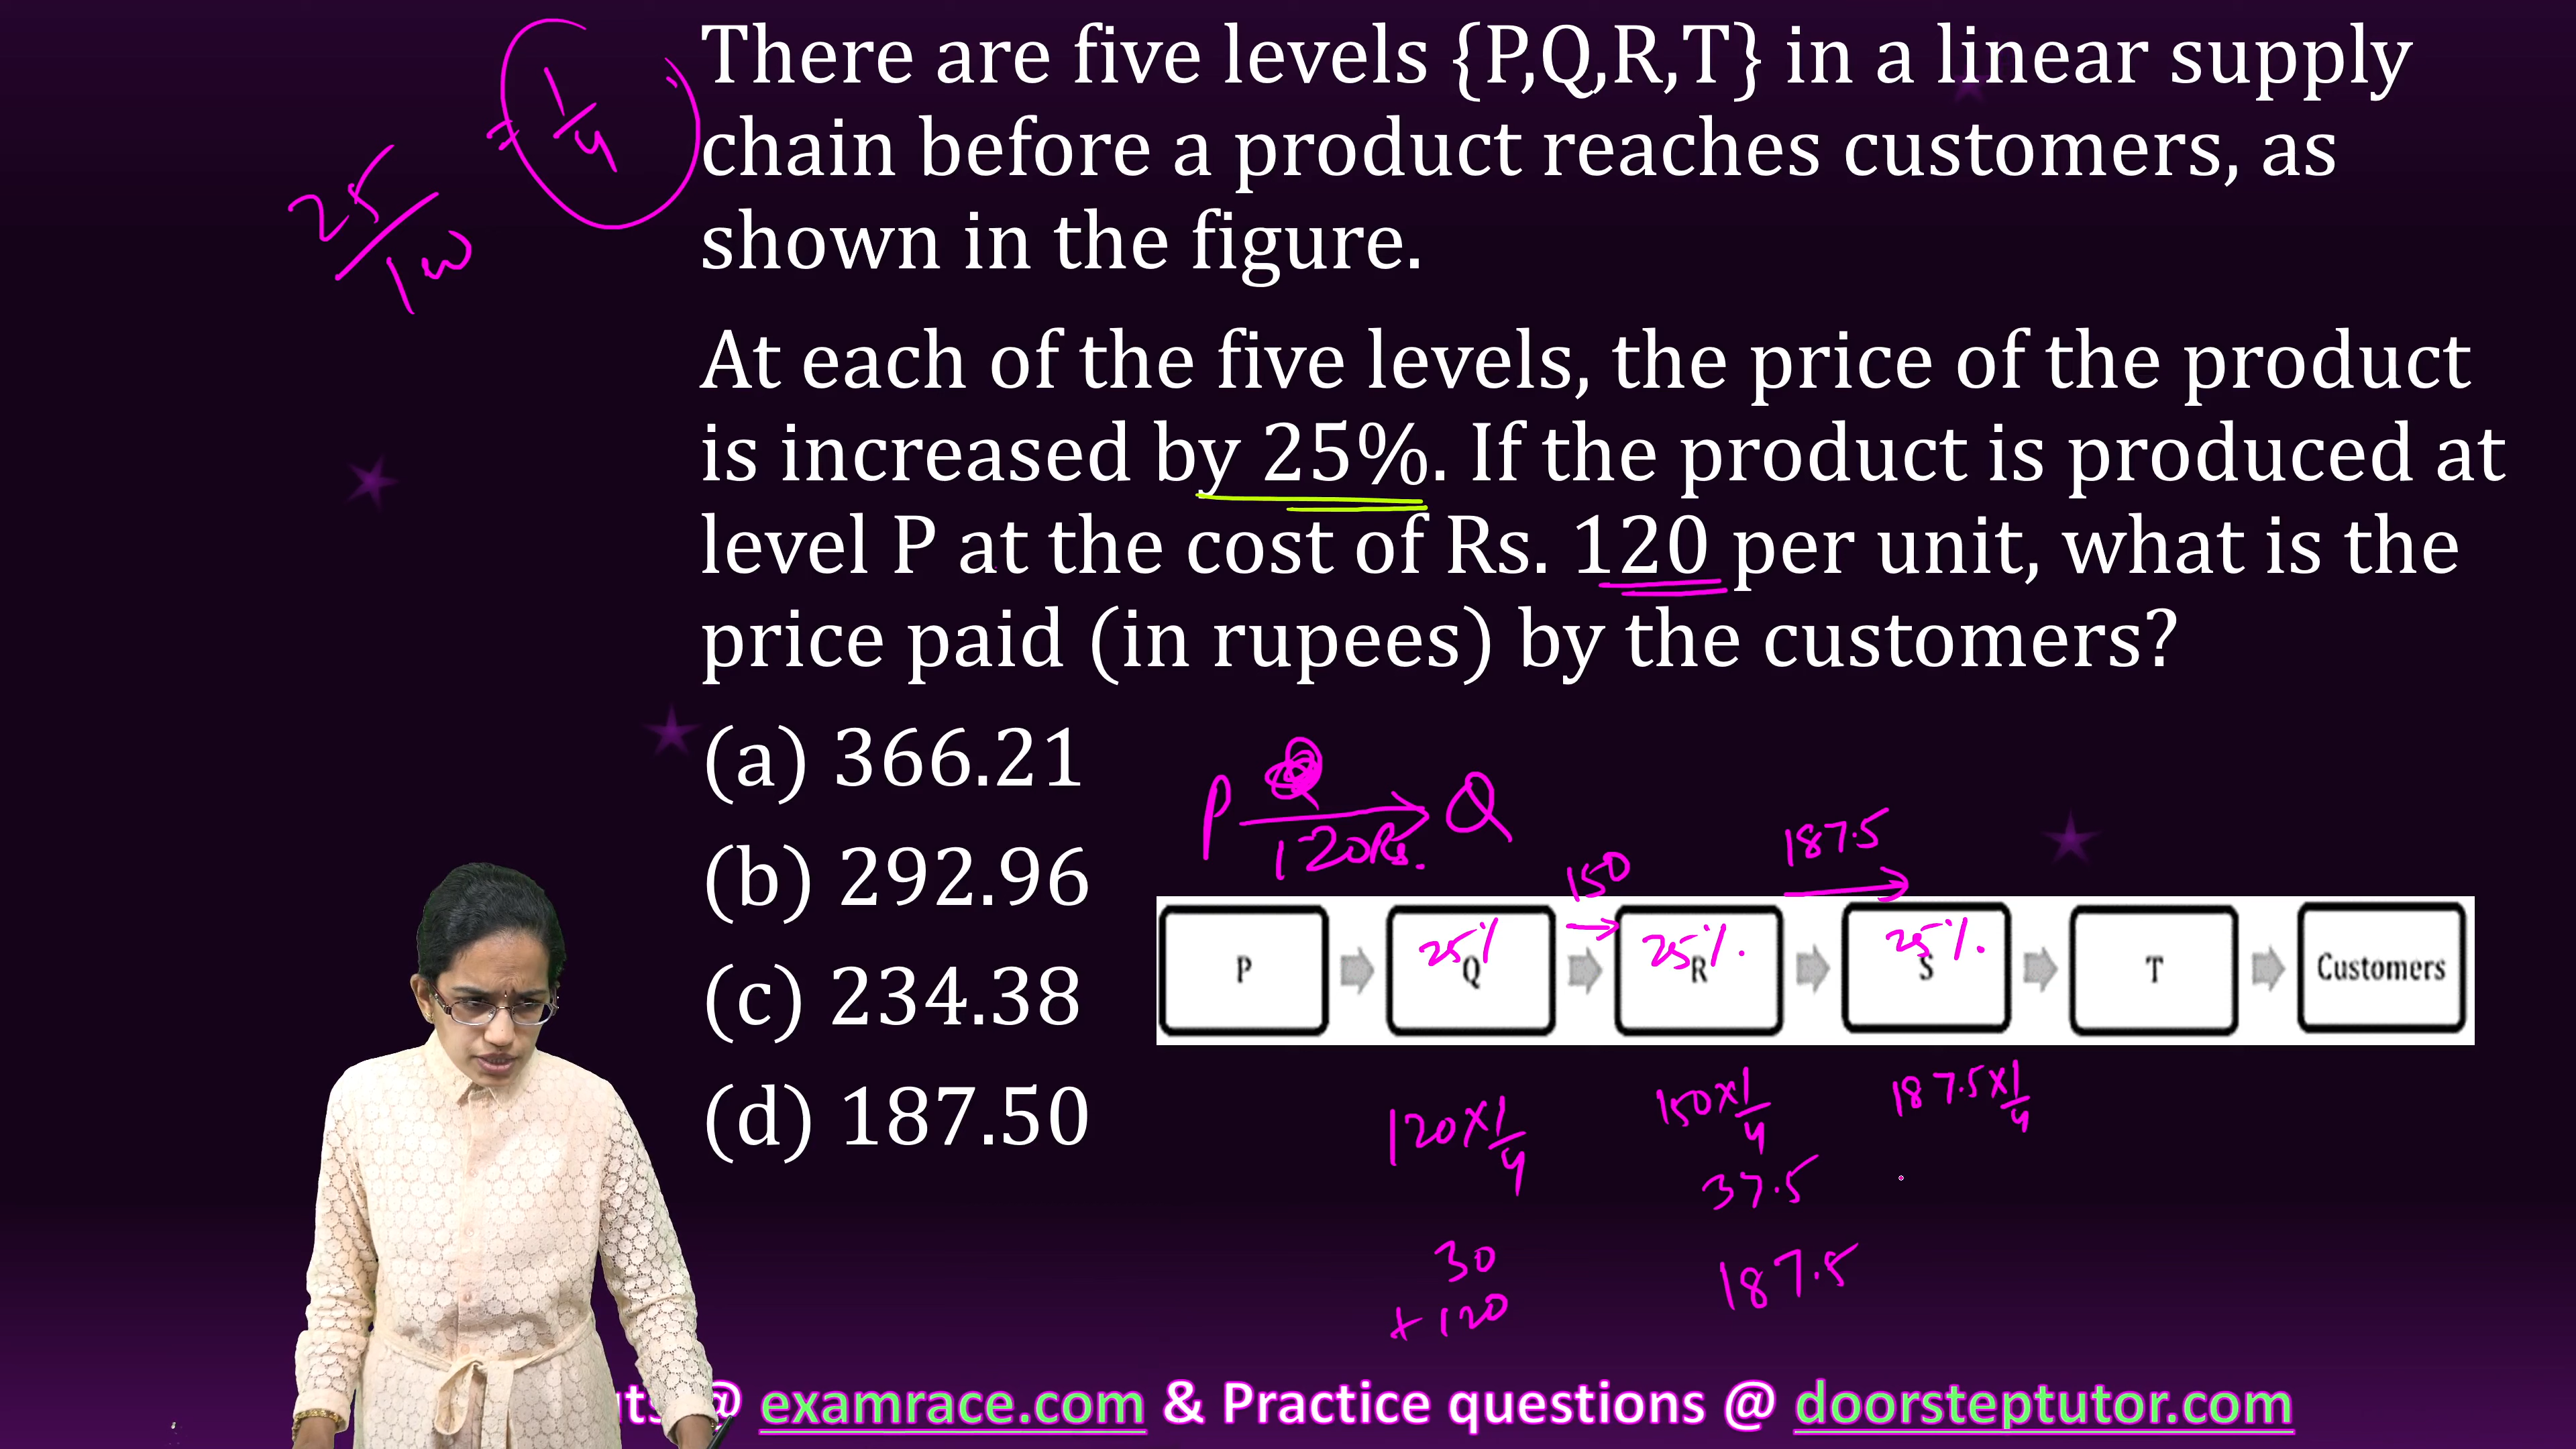 25/100 = 1/4
There are five levels {P,Q,R,T} in a linear supply
chain before a product reaches customers, as
shown in the figure.
At each of the five levels, the price of the product
is increased by 25%. If the product is produced at
level P at the cost of Rs. 120 per unit, what is the
price paid (in rupees) by the customers?
(a) 366.21
(b) 292.96
(c) 234.38
(d) 187.50
P 120Rs. Q
150
187.5
25%
25%.
25%.
P
Q
R
S
T
Customers
120×1/4
30
+120
150×1/4
37.5
187.5
187.5×1/4
@ examrace.com & Practice questions @ doorsteptutor.com